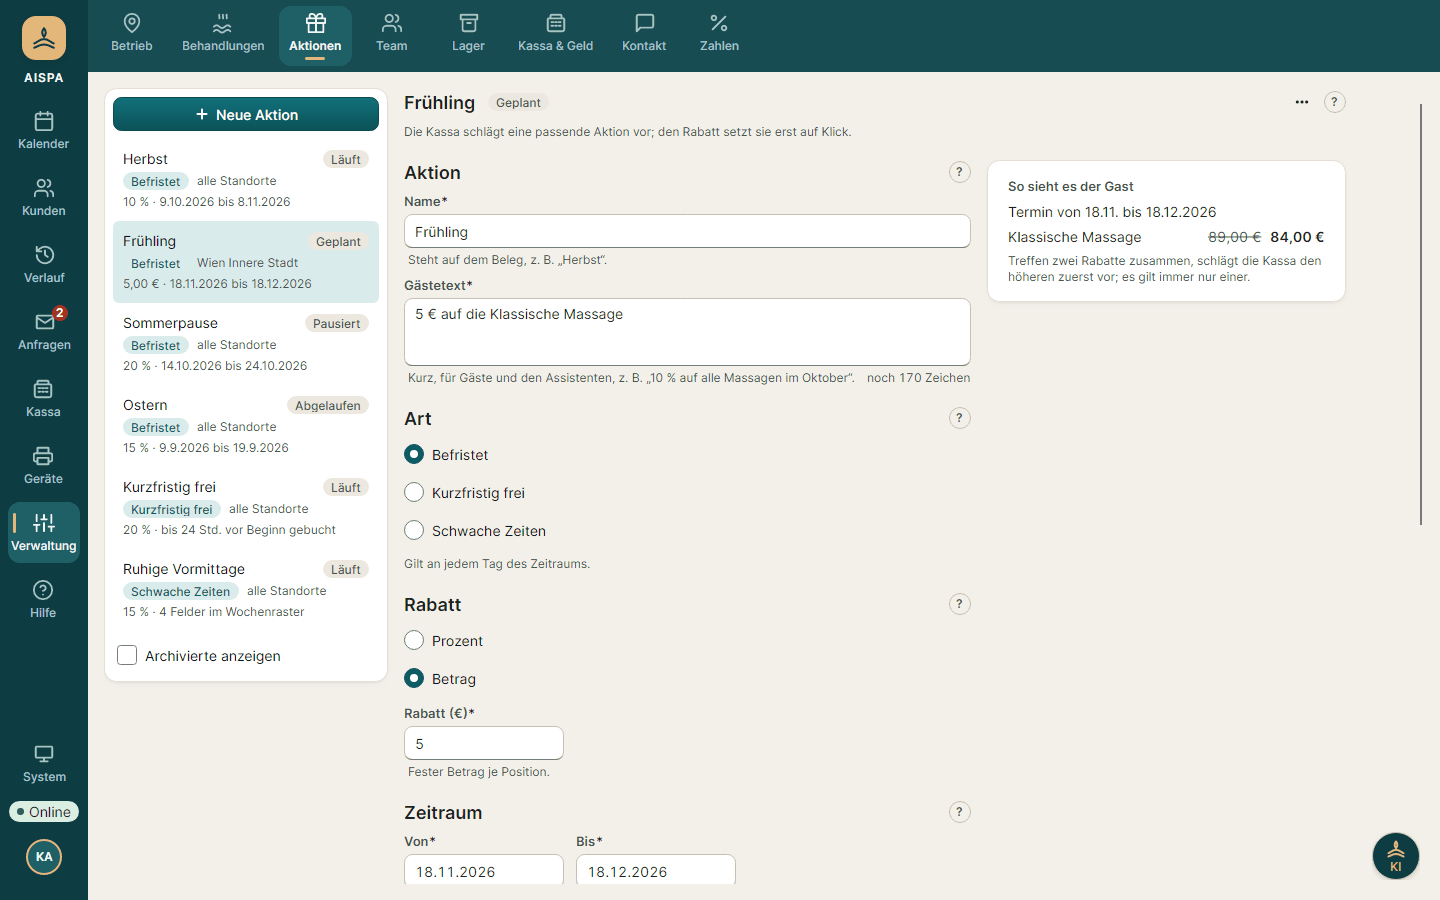 AISPA
Kalender
Kunden
Verlauf
2
Anfragen
Kassa
Geräte
Verwaltung
Hilfe
System
Online
KA
Betrieb
Behandlungen
Aktionen
Team
Lager
Kassa & Geld
Kontakt
Zahlen
+ Neue Aktion
Herbst Läuft
Befristet alle Standorte
10 % · 9.10.2026 bis 8.11.2026
Frühling Geplant
Befristet Wien Innere Stadt
5,00 € · 18.11.2026 bis 18.12.2026
Sommerpause Pausiert
Befristet alle Standorte
20 % · 14.10.2026 bis 24.10.2026
Ostern Abgelaufen
Befristet alle Standorte
15 % · 9.9.2026 bis 19.9.2026
Kurzfristig frei Läuft
Kurzfristig frei alle Standorte
20 % · bis 24 Std. vor Beginn gebucht
Ruhige Vormittage Läuft
Schwache Zeiten alle Standorte
15 % · 4 Felder im Wochenraster
Archivierte anzeigen
Frühling Geplant ... ?
Die Kassa schlägt eine passende Aktion vor; den Rabatt setzt sie erst auf Klick.
Aktion ?
Name*
Frühling
Steht auf dem Beleg, z. B. „Herbst“.
Gästetext*
5 € auf die Klassische Massage
Kurz, für Gäste und den Assistenten, z. B. „10 % auf alle Massagen im Oktober“. noch 170 Zeichen
Art ?
Befristet
Kurzfristig frei
Schwache Zeiten
Gilt an jedem Tag des Zeitraums.
Rabatt ?
Prozent
Betrag
Rabatt (€)*
5
Fester Betrag je Position.
Zeitraum ?
Von* Bis*
18.11.2026 18.12.2026
So sieht es der Gast
Termin von 18.11. bis 18.12.2026
Klassische Massage 89,00 € 84,00 €
Treffen zwei Rabatte zusammen, schlägt die Kassa den
höheren zuerst vor; es gilt immer nur einer.
KI